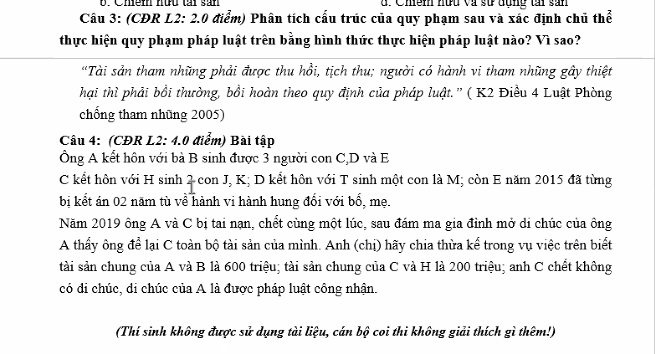 b. Chiếm hữu tài sản d. Chiếm hữu và sử dụng tài sản
Câu 3: (CĐR L2: 2.0 điểm) Phân tích cấu trúc của quy phạm sau và xác định chủ thể
thực hiện quy phạm pháp luật trên bằng hình thức thực hiện pháp luật nào? Vì sao?
“Tài sản tham nhũng phải được thu hồi, tịch thu; người có hành vi tham nhũng gây thiệt
hại thì phải bồi thường, bồi hoàn theo quy định của pháp luật.” ( K2 Điều 4 Luật Phòng
chống tham nhũng 2005)
Câu 4: (CĐR L2: 4.0 điểm) Bài tập
Ông A kết hôn với bà B sinh được 3 người con C,D và E
C kết hôn với H sinh 2 con J, K; D kết hôn với T sinh một con là M; còn E năm 2015 đã từng
bị kết án 02 năm tù về hành vi hành hung đối với bố, mẹ.
Năm 2019 ông A và C bị tai nạn, chết cùng một lúc, sau đám ma gia đình mở di chúc của ông
A thấy ông để lại C toàn bộ tài sản của mình. Anh (chị) hãy chia thừa kế trong vụ việc trên biết
tài sản chung của A và B là 600 triệu; tài sản chung của C và H là 200 triệu; anh C chết không
có di chúc, di chúc của A là được pháp luật công nhận.
(Thí sinh không được sử dụng tài liệu, cán bộ coi thi không giải thích gì thêm!)